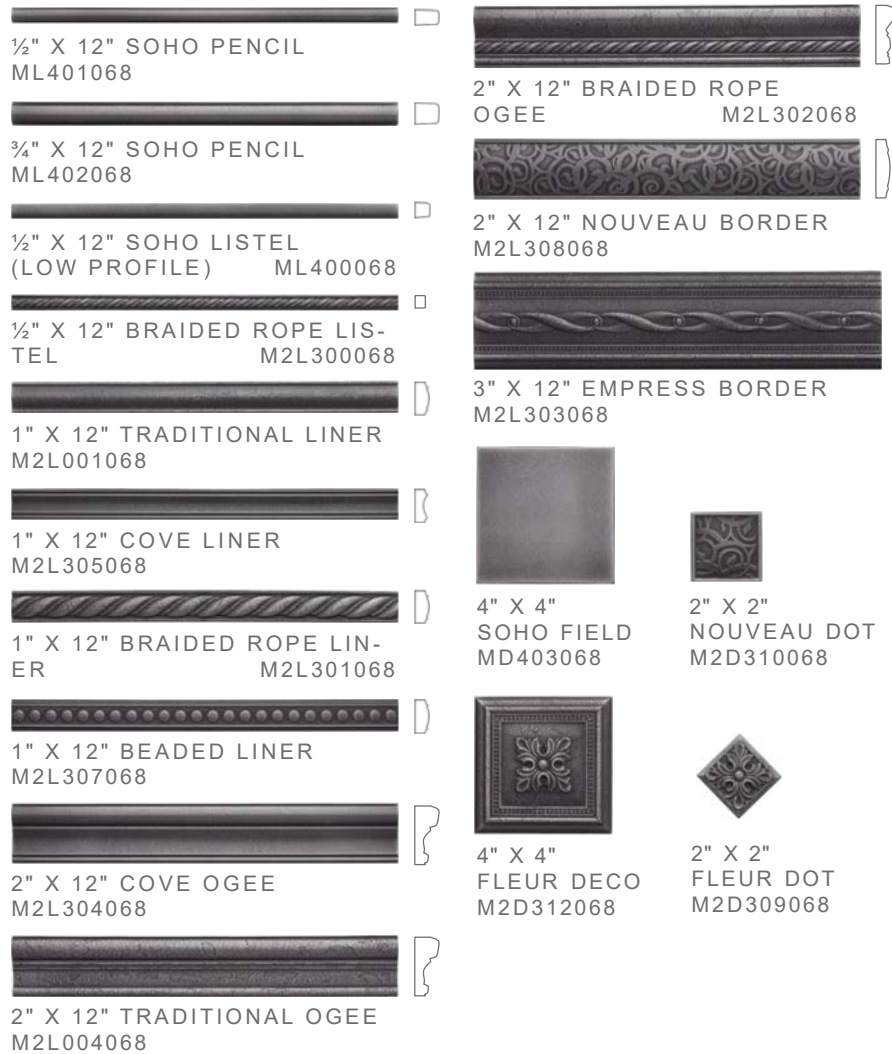 ½" X 12" SOHO PENCIL
ML401068
¾" X 12" SOHO PENCIL
ML402068
½" X 12" SOHO LISTEL
(LOW PROFILE) ML400068
½" X 12" BRAIDED ROPE LIS-
TEL M2L300068
1" X 12" TRADITIONAL LINER
M2L001068
1" X 12" COVE LINER
M2L305068
1" X 12" BRAIDED ROPE LIN-
ER M2L301068
1" X 12" BEADED LINER
M2L307068
2" X 12" COVE OGEE
M2L304068
2" X 12" TRADITIONAL OGEE
M2L004068
2" X 12" BRAIDED ROPE
OGEE M2L302068
2" X 12" NOUVEAU BORDER
M2L308068
3" X 12" EMPRESS BORDER
M2L303068
4" X 4"
SOHO FIELD
MD403068
2" X 2"
NOUVEAU DOT
M2D310068
4" X 4"
FLEUR DECO
M2D312068
2" X 2"
FLEUR DOT
M2D309068